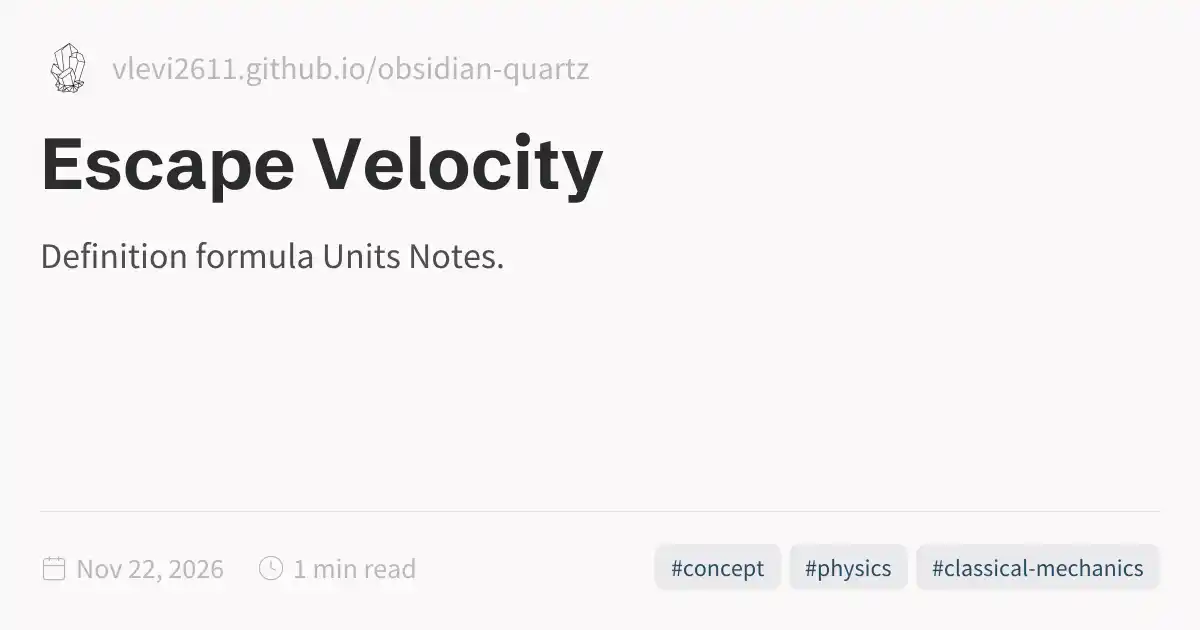 vlevi2611.github.io/obsidian-quartz
Escape Velocity
Definition formula Units Notes.
Nov 22, 2026 1 min read #concept #physics #classical-mechanics